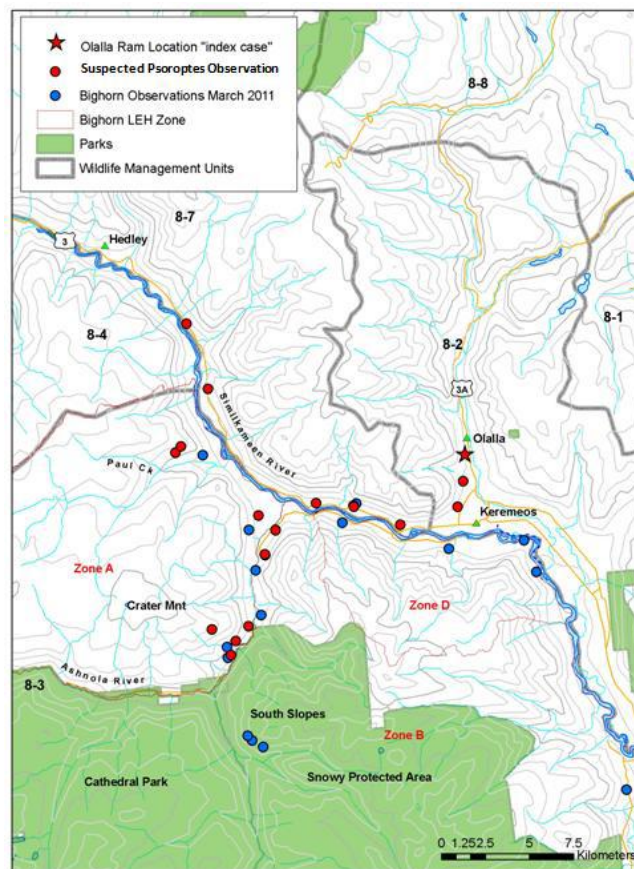 Olalla Ram Location "index case"
Suspected Psoroptes Observation
Bighorn Observations March 2011
Bighorn LEH Zone
Parks
Wildlife Management Units
8-8
8-7
3
Hedley
8-4
8-2
8-1
3A
Similkameen River
Olalla
Paul Ck
Keremeos
Zone A
Zone D
Crater Mnt
Ashnola River
8-3
South Slopes
Zone B
Cathedral Park
Snowy Protected Area
0 1.252.5 5 7.5
Kilometers